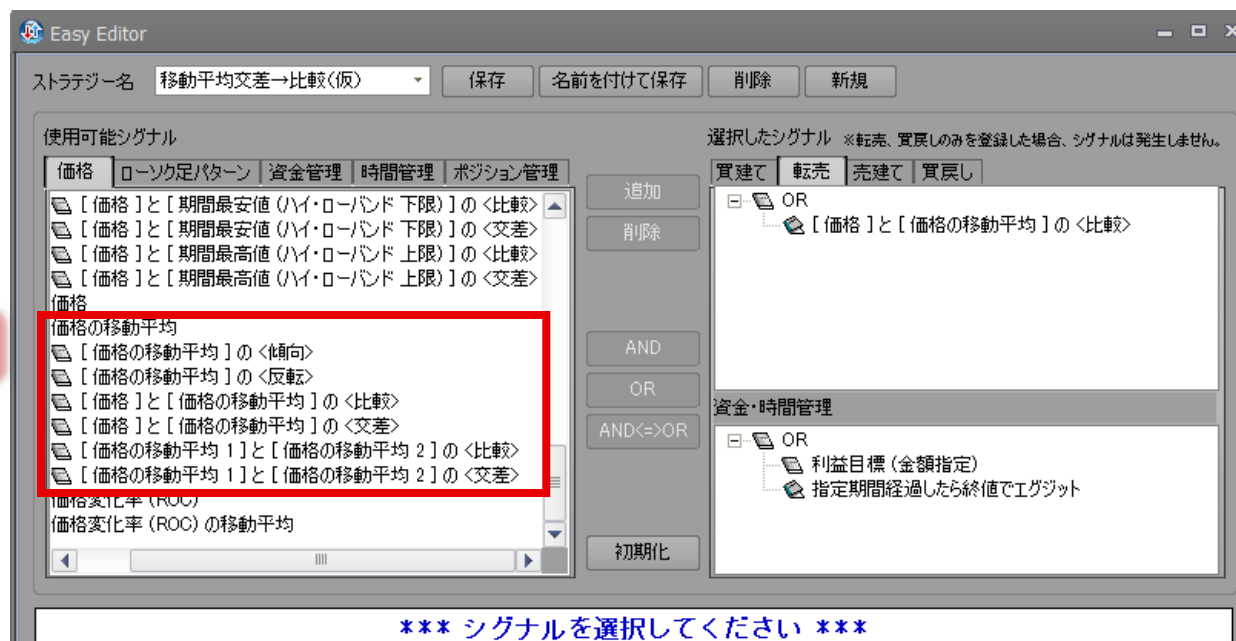 Easy Editor
ストラテジー名 移動平均交差→比較(仮) 保存 名前を付けて保存 削除 新規
使用可能シグナル
選択したシグナル ※転売、買戻しのみを登録した場合、シグナルは発生しません。
価格 ローソク足パターン 資金管理 時間管理 ポジション管理
買建て 転売 売建て 買戻し
[ 価格 ]と [ 期間最安値 (ハイ・ローバンド 下限) ] の <比較>
[ 価格 ]と [ 期間最安値 (ハイ・ローバンド 下限) ] の <交差>
[ 価格 ]と [ 期間最高値 (ハイ・ローバンド 上限) ] の <比較>
[ 価格 ]と [ 期間最高値 (ハイ・ローバンド 上限) ] の <交差>
価格
価格の移動平均
[ 価格の移動平均 ] の <傾向>
[ 価格の移動平均 ] の <反転>
[ 価格 ]と [ 価格の移動平均 ] の <比較>
[ 価格 ]と [ 価格の移動平均 ] の <交差>
[ 価格の移動平均 1 ]と [ 価格の移動平均 2 ] の <比較>
[ 価格の移動平均 1 ]と [ 価格の移動平均 2 ] の <交差>
価格変化率 (ROC)
価格変化率 (ROC) の移動平均
追加
削除
AND
OR
AND<=>OR
初期化
OR
[ 価格 ]と [ 価格の移動平均 ] の <比較>
資金・時間管理
OR
利益目標 (金額指定)
指定期間経過したら終値でエグジット
*** シグナルを選択してください ***